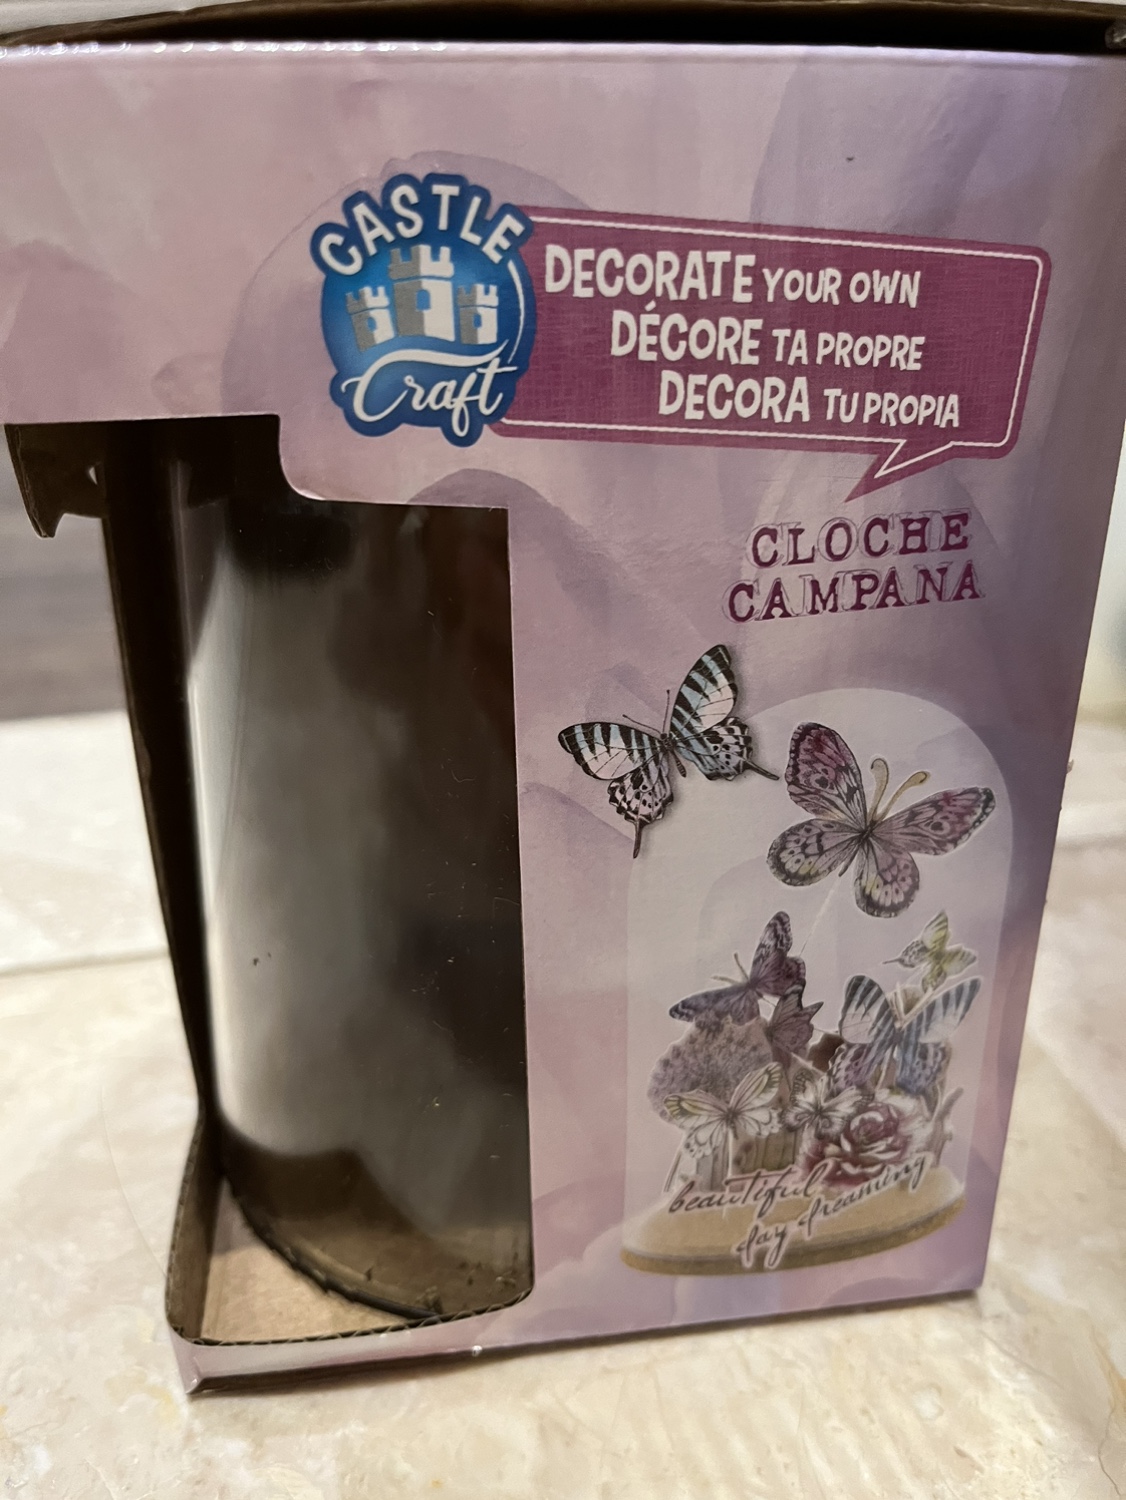 CASTLE
Craft
DECORATE YOUR OWN
DÉCORE TA PROPRE
DECORA TU PROPIA
CLOCHE
CAMPANA
beautiful
day dreaming